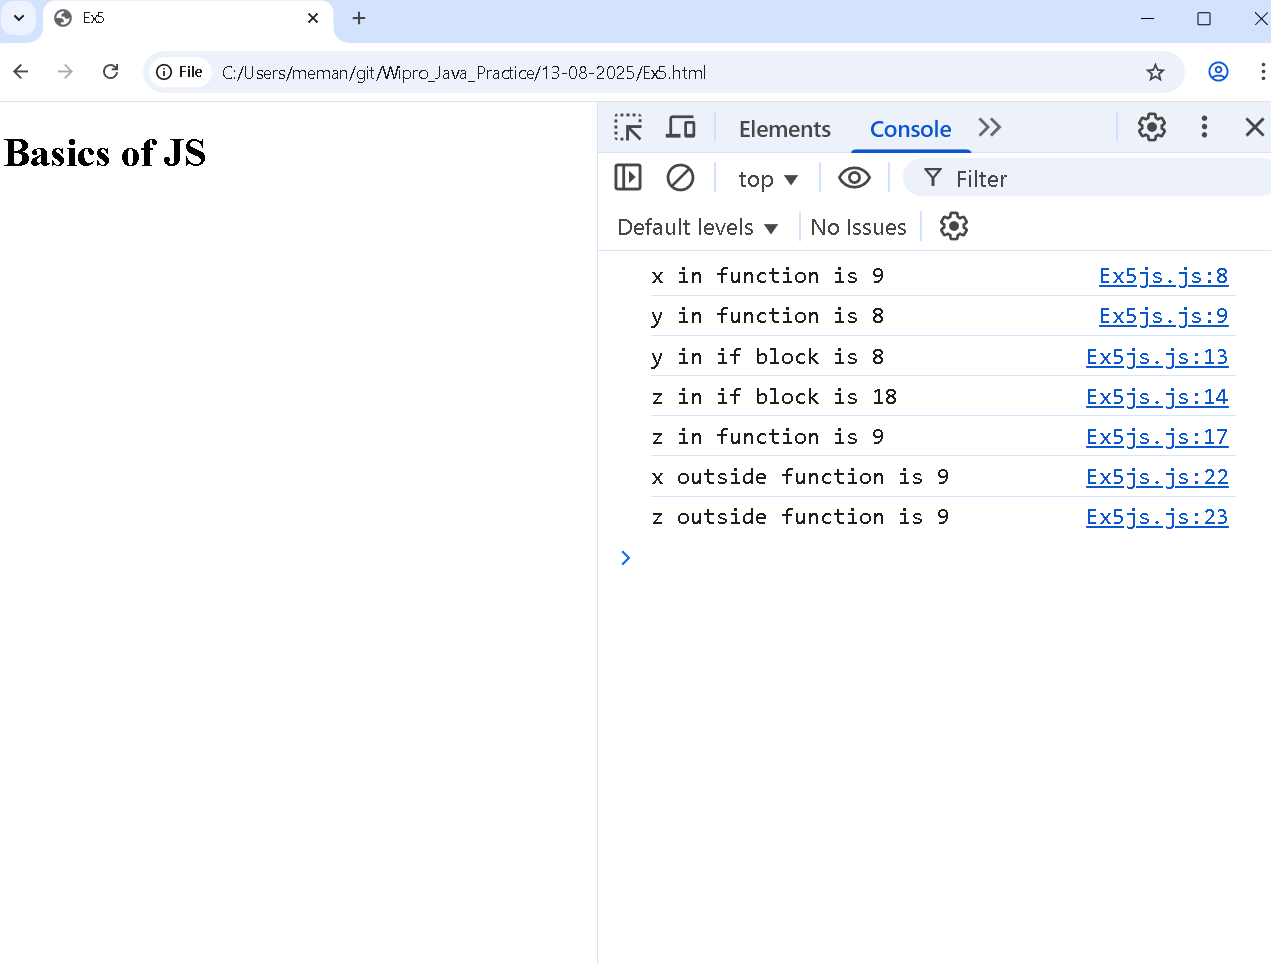 Ex5
File C:/Users/meman/git/Wipro_Java_Practice/13-08-2025/Ex5.html
Basics of JS
Elements Console
top Filter
Default levels No Issues
x in function is 9 Ex5js.js:8
y in function is 8 Ex5js.js:9
y in if block is 8 Ex5js.js:13
z in if block is 18 Ex5js.js:14
z in function is 9 Ex5js.js:17
x outside function is 9 Ex5js.js:22
z outside function is 9 Ex5js.js:23